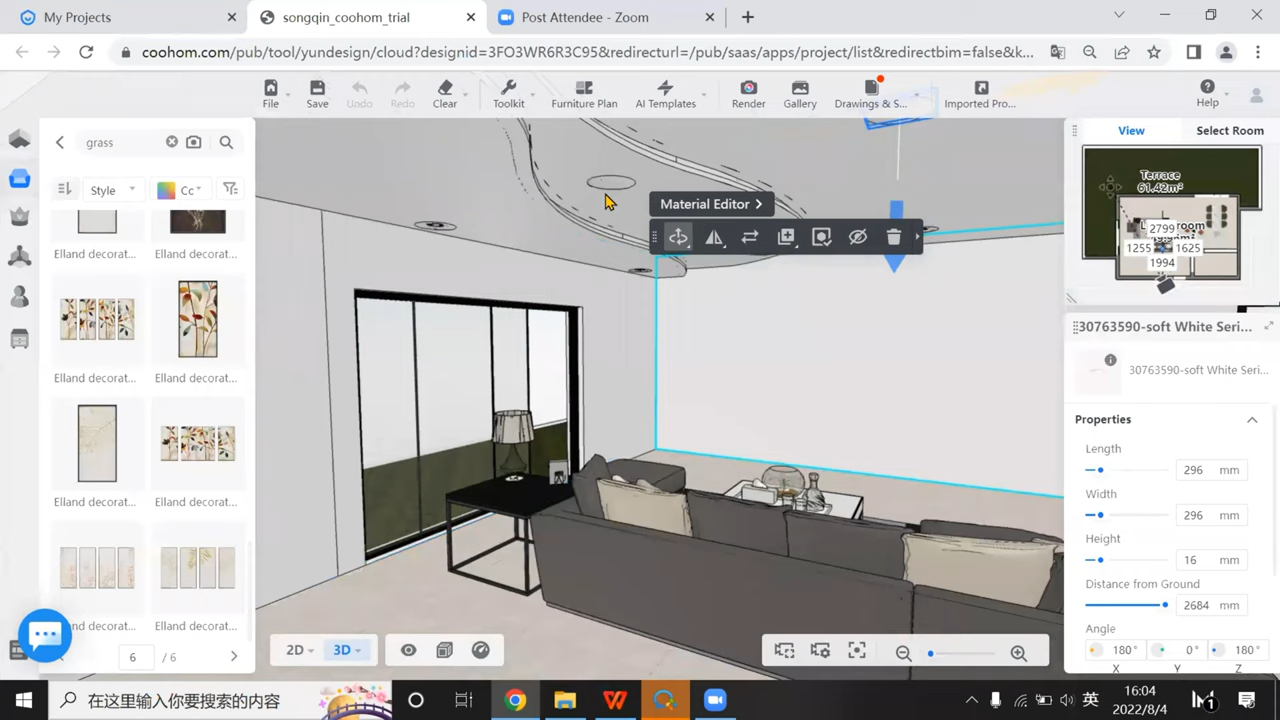 My Projects
songqin_coohom_trial
Post Attendee - Zoom
coohom.com/pub/tool/yundesign/cloud?designid=3FO3WR6R3C95&redirecturl=/pub/saas/apps/project/list&redirectbim=false&k...
File
Save
Undo
Redo
Clear
Toolkit
Furniture Plan
AI Templates
Render
Gallery
Drawings & S...
Imported Pro...
Help
grass
Style
Cc
Elland decorat...
Elland decorat...
Elland decorat...
Elland decorat...
Elland decorat...
Elland decorat...
Elland decorat...
6 / 6
Material Editor
2D
3D
View
Select Room
Terrace
61.42m²
2799
1255
1625
1994
30763590-soft White Seri...
30763590-soft White Seri...
Properties
Length
296 mm
Width
296 mm
Height
16 mm
Distance from Ground
2684 mm
Angle
180°
0°
180°
X
Y
Z
在这里输入你要搜索的内容
英
16:04
2022/8/4
1